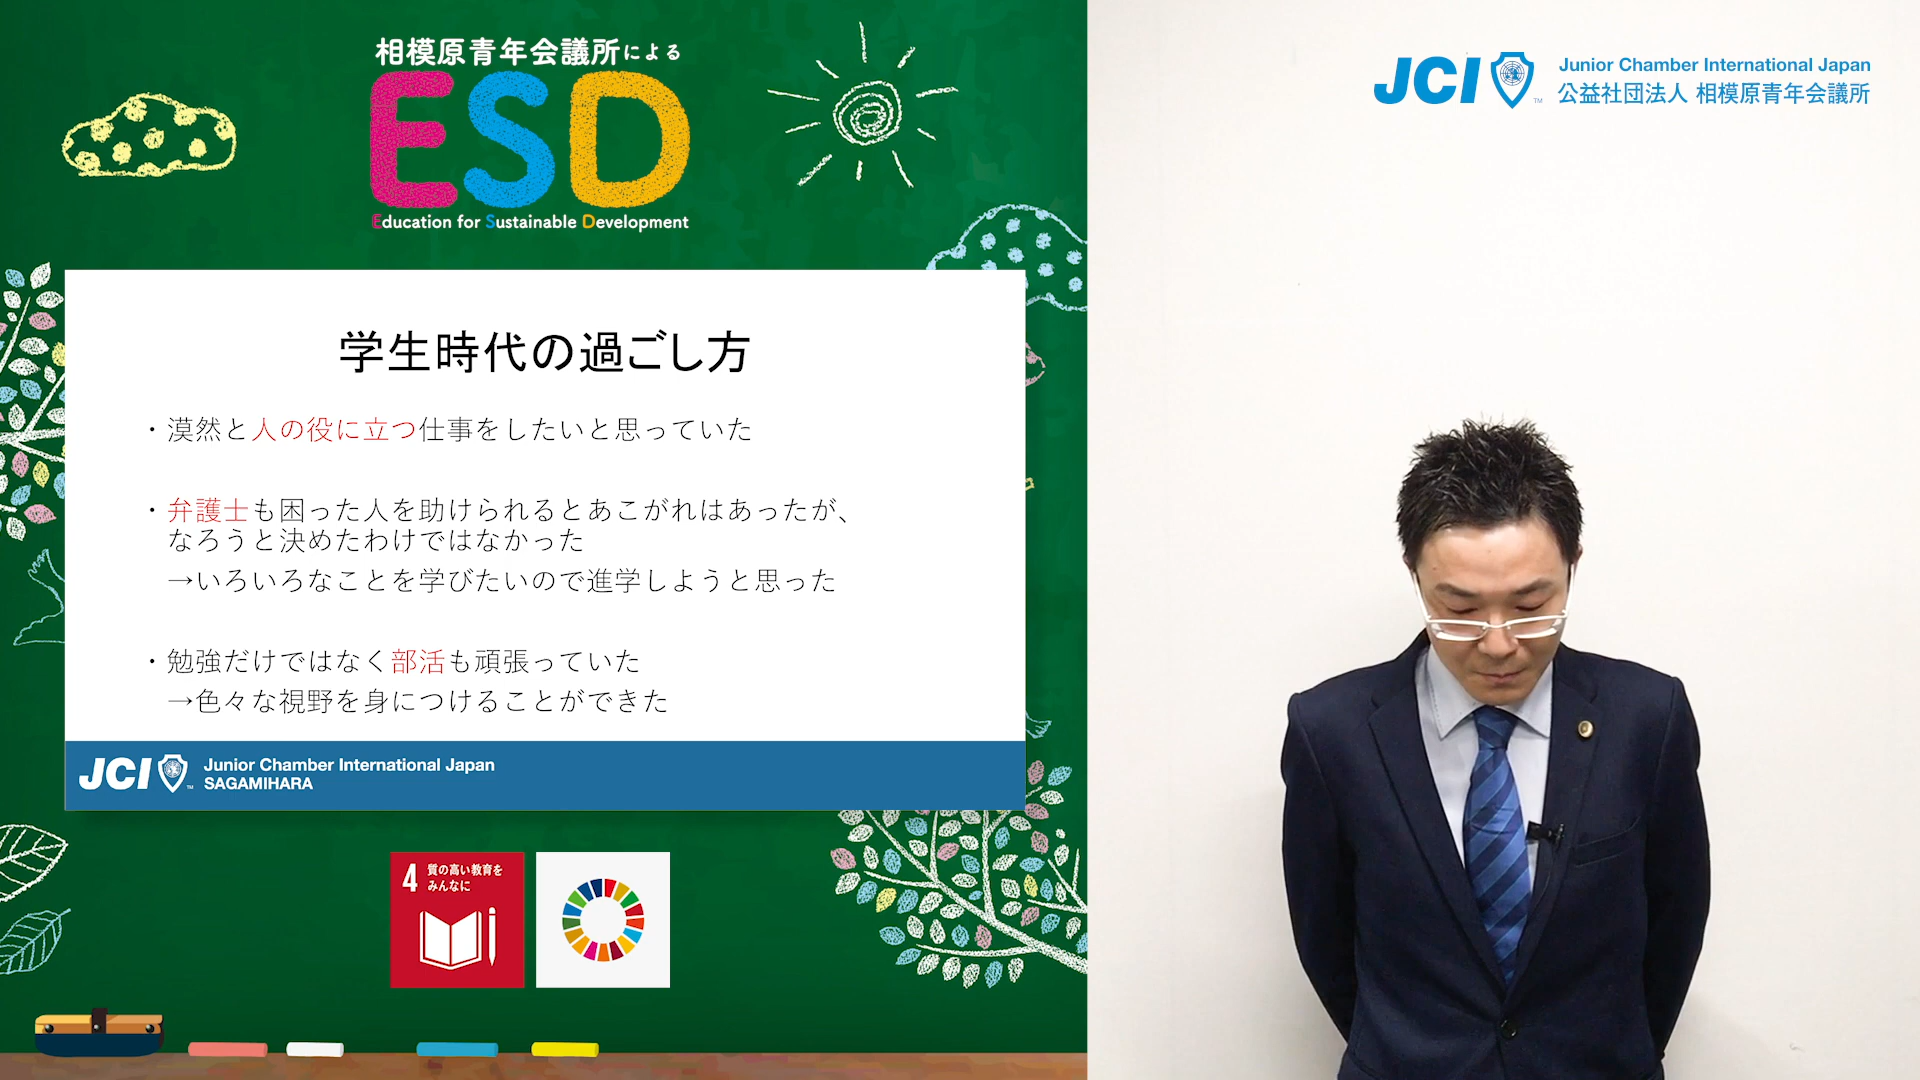 相模原青年会議所による
ESD
Education for Sustainable Development
学生時代の過ごし方
・漠然と人の役に立つ仕事をしたいと思っていた
・弁護士も困った人を助けられるとあこがれはあったが、
なろうと決めたわけではなかった
→いろいろなことを学びたいので進学しようと思った
・勉強だけではなく部活も頑張っていた
→色々な視野を身につけることができた
JCI TM Junior Chamber International Japan
SAGAMIHARA
4 質の高い教育を
みんなに
JCI TM Junior Chamber International Japan
公益社団法人 相模原青年会議所